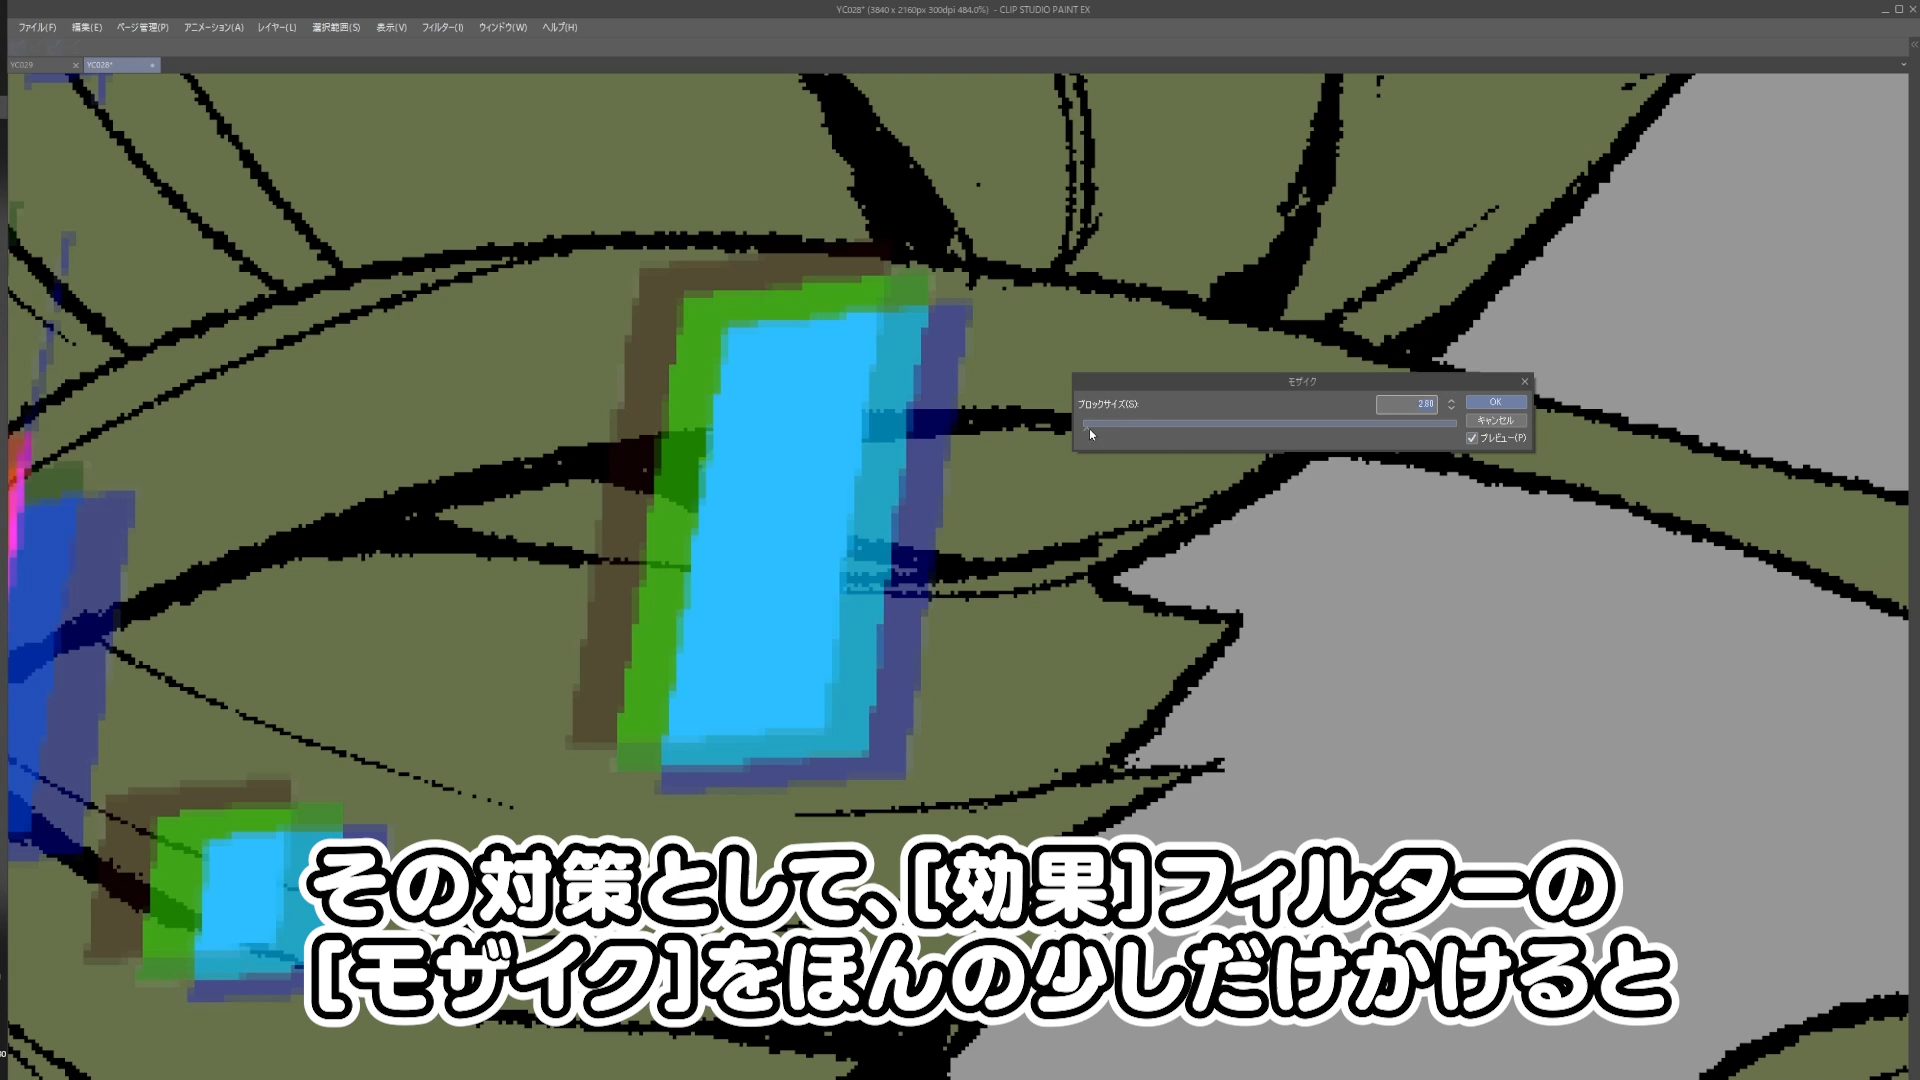 YC028* (3840 x 2160px 300dpi 484.0%) - CLIP STUDIO PAINT EX
ファイル(F) 編集(E) ページ管理(P) アニメーション(A) レイヤー(L) 選択範囲(S) 表示(V) フィルター(I) ウィンドウ(W) ヘルプ(H)
YC029 YC028*
モザイク
ブロックサイズ(S): 2.80 OK
キャンセル
プレビュー(P)
その対策として、[効果]フィルターの
[モザイク]をほんの少しだけかけると